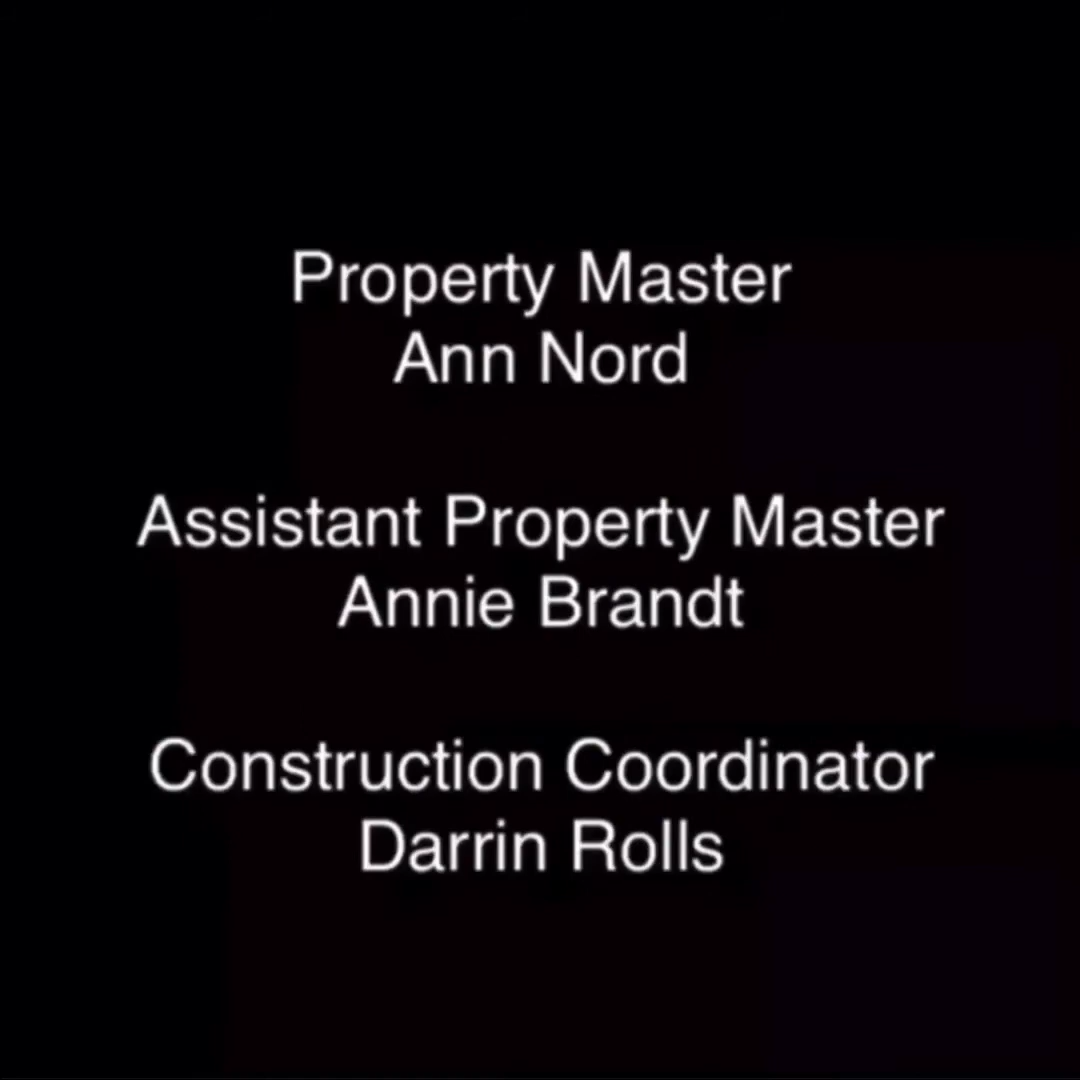 Property Master
Ann Nord
Assistant Property Master
Annie Brandt
Construction Coordinator
Darrin Rolls